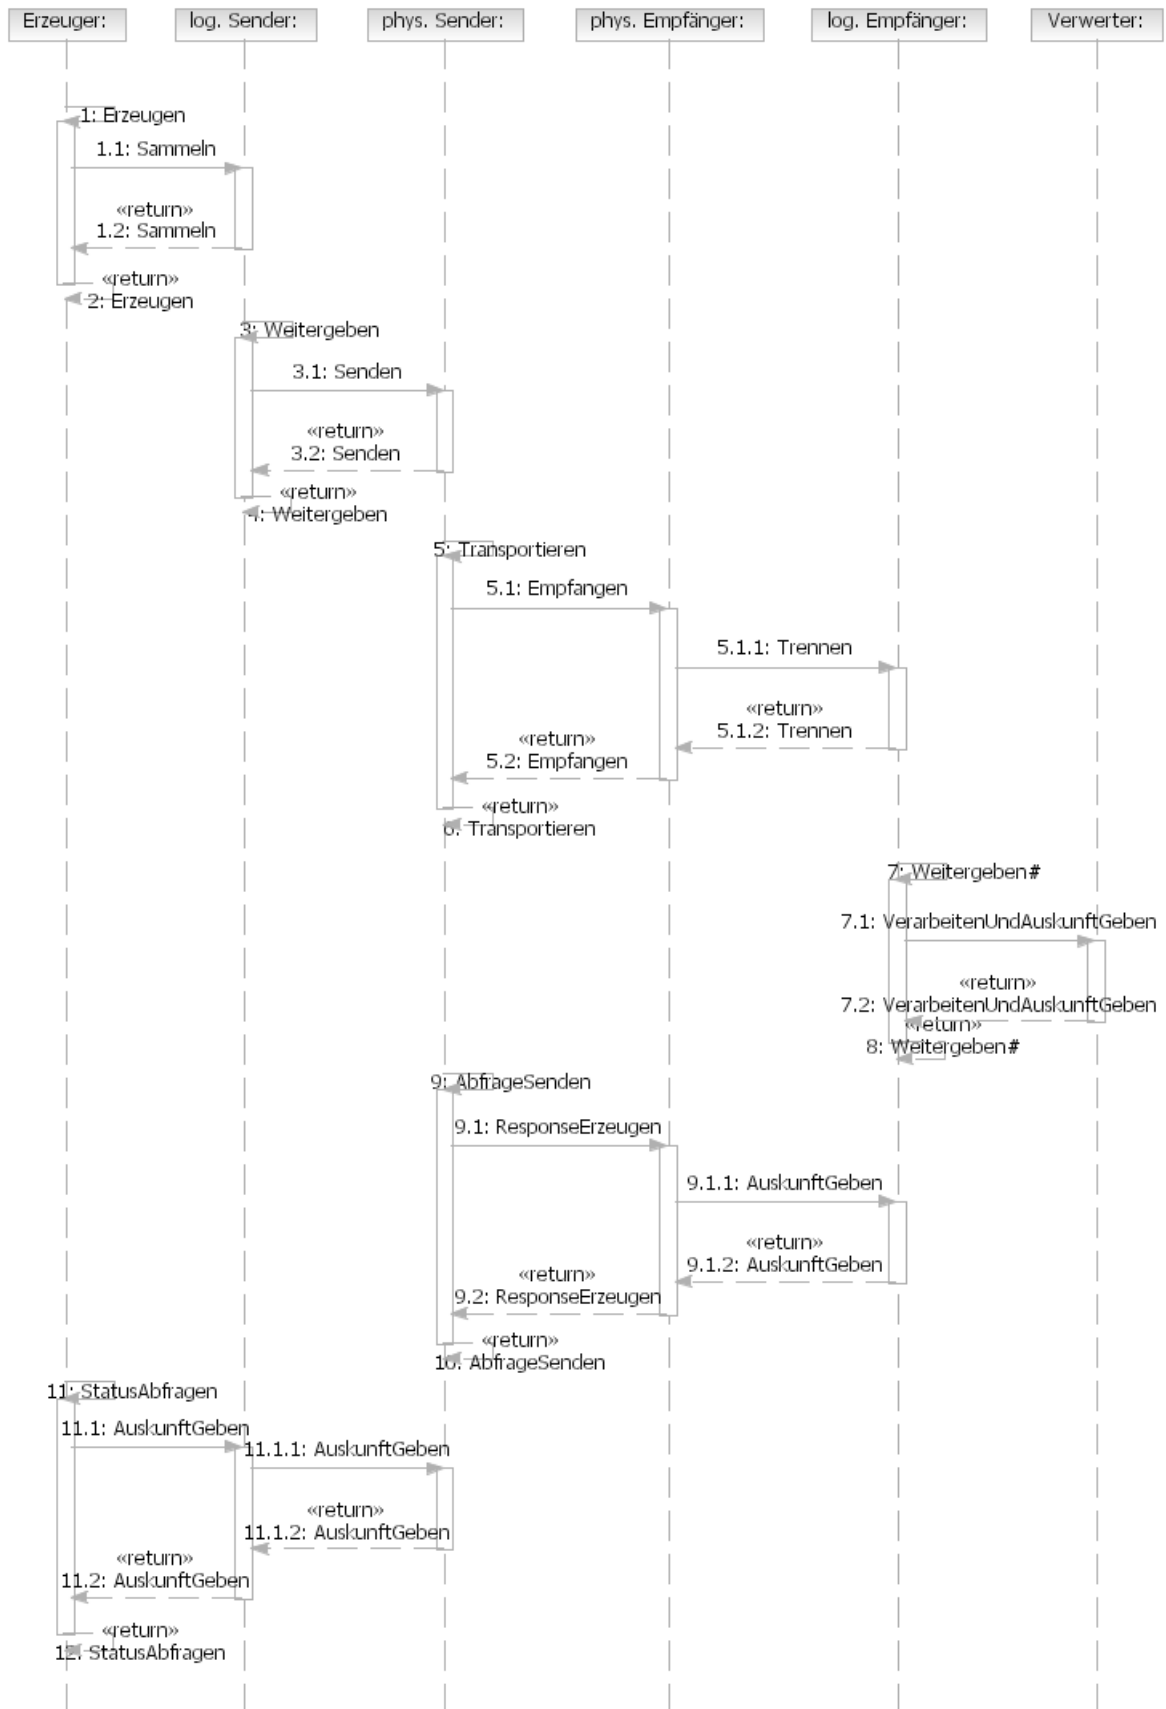 Erzeuger:
log. Sender:
phys. Sender:
phys. Empfänger:
log. Empfänger:
Verwerter:
1: Erzeugen
1.1: Sammeln
«return»
1.2: Sammeln
«return»
2: Erzeugen
3: Weitergeben
3.1: Senden
«return»
3.2: Senden
«return»
4: Weitergeben
5: Transportieren
5.1: Empfangen
5.1.1: Trennen
«return»
5.1.2: Trennen
«return»
5.2: Empfangen
«return»
6: Transportieren
7: Weitergeben#
7.1: VerarbeitenUndAuskunftGeben
«return»
7.2: VerarbeitenUndAuskunftGeben
«return»
8: Weitergeben#
9: AbfrageSenden
9.1: ResponseErzeugen
9.1.1: AuskunftGeben
«return»
9.1.2: AuskunftGeben
«return»
9.2: ResponseErzeugen
«return»
10: AbfrageSenden
11: StatusAbfragen
11.1: AuskunftGeben
11.1.1: AuskunftGeben
«return»
11.1.2: AuskunftGeben
«return»
11.2: AuskunftGeben
«return»
12: StatusAbfragen